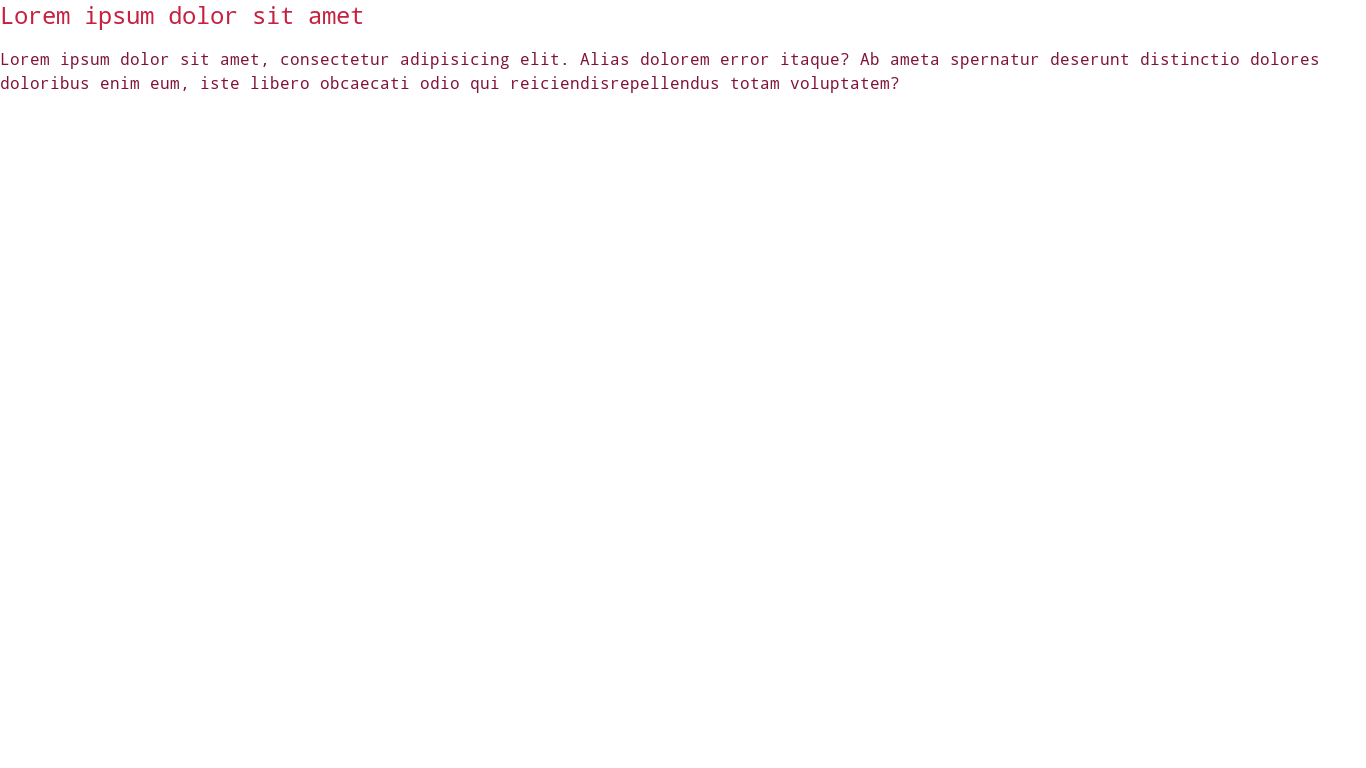 Lorem ipsum dolor sit amet
Lorem ipsum dolor sit amet, consectetur adipisicing elit. Alias dolorem error itaque? Ab ameta spernatur deserunt distinctio dolores
doloribus enim eum, iste libero obcaecati odio qui reiciendisrepellendus totam voluptatem?